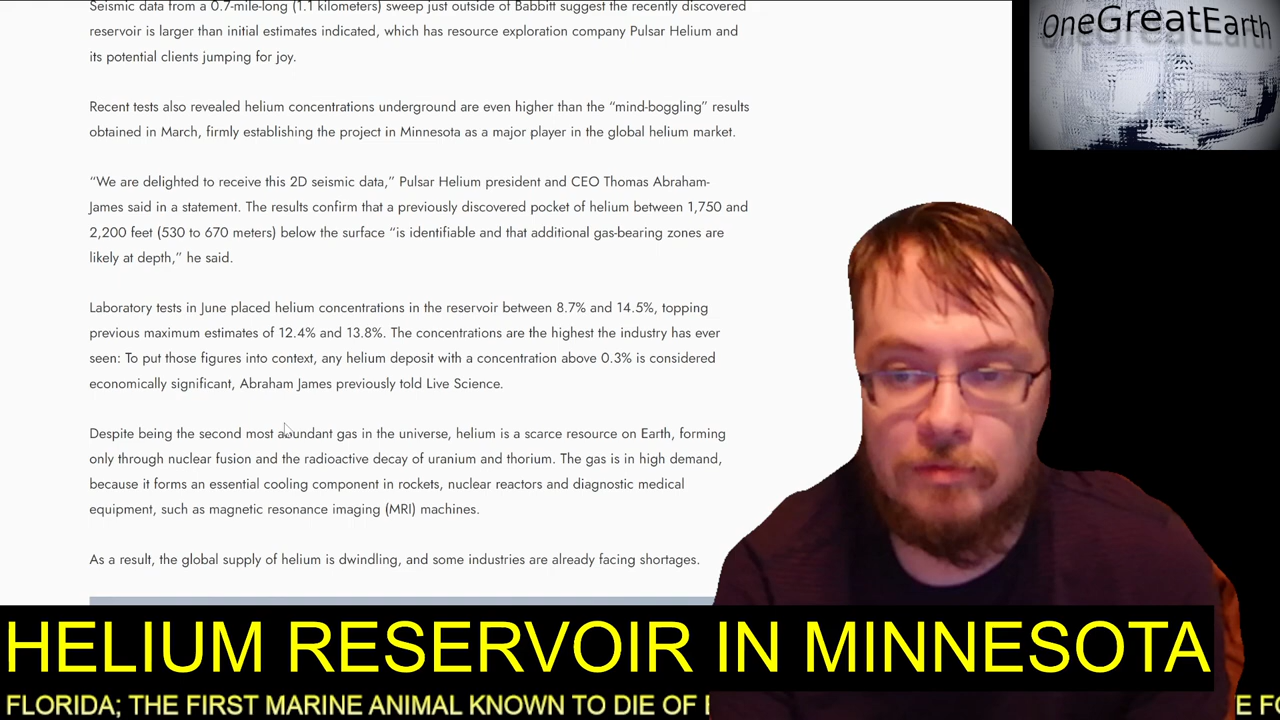 Seismic data from a 0.7-mile-long (1.1 kilometers) sweep just outside of Babbitt suggest the recently discovered
reservoir is larger than initial estimates indicated, which has resource exploration company Pulsar Helium and
its potential clients jumping for joy.
Recent tests also revealed helium concentrations underground are even higher than the “mind-boggling” results
obtained in March, firmly establishing the project in Minnesota as a major player in the global helium market.
“We are delighted to receive this 2D seismic data,” Pulsar Helium president and CEO Thomas Abraham-
James said in a statement. The results confirm that a previously discovered pocket of helium between 1,750 and
2,200 feet (530 to 670 meters) below the surface “is identifiable and that additional gas-bearing zones are
likely at depth,” he said.
Laboratory tests in June placed helium concentrations in the reservoir between 8.7% and 14.5%, topping
previous maximum estimates of 12.4% and 13.8%. The concentrations are the highest the industry has ever
seen: To put those figures into context, any helium deposit with a concentration above 0.3% is considered
economically significant, Abraham James previously told Live Science.
Despite being the second most abundant gas in the universe, helium is a scarce resource on Earth, forming
only through nuclear fusion and the radioactive decay of uranium and thorium. The gas is in high demand,
because it forms an essential cooling component in rockets, nuclear reactors and diagnostic medical
equipment, such as magnetic resonance imaging (MRI) machines.
As a result, the global supply of helium is dwindling, and some industries are already facing shortages.
OneGreatEarth
HELIUM RESERVOIR IN MINNESOTA
FLORIDA; THE FIRST MARINE ANIMAL KNOWN TO DIE OF